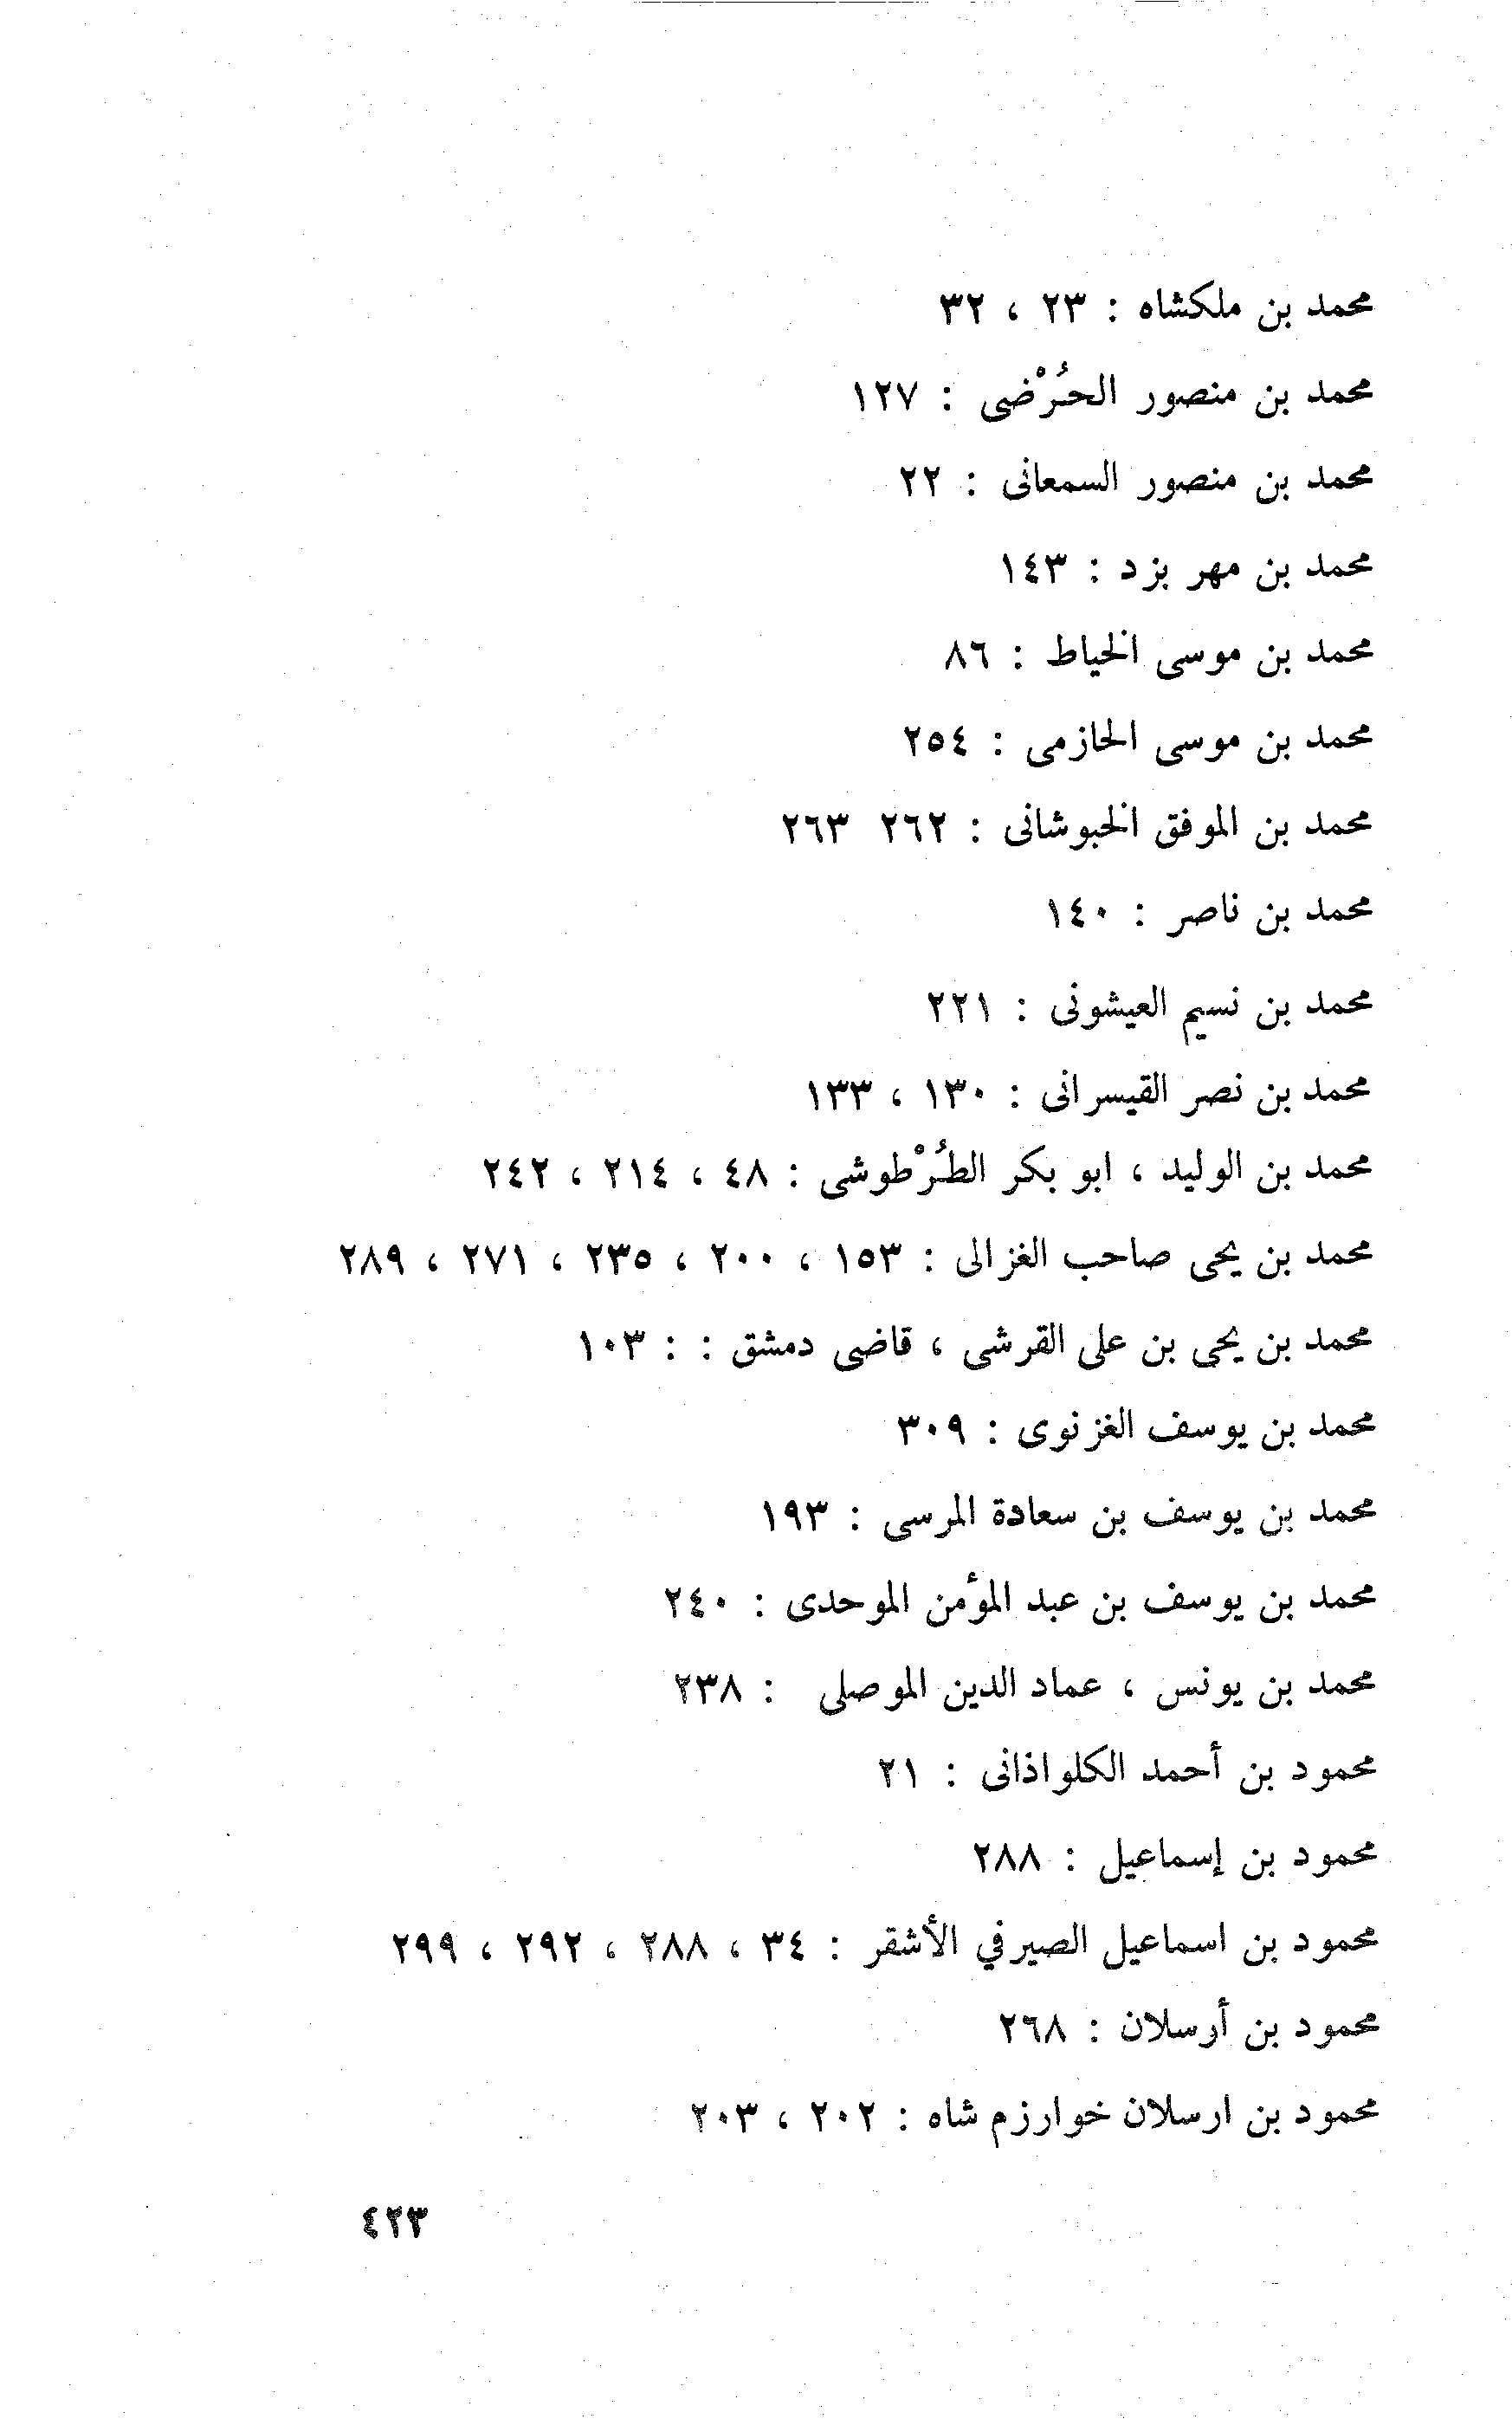 محمد بن ملكشاه : ٢٣ ، ٣٢
محمد بن منصور الحُرْضى : ١٢٧
محمد بن منصور السمعانى : ٢٢
محمد بن مهر بزد : ١٤٣
محمد بن موسى الخياط : ٨٦
محمد بن موسى الحازمى : ٢٥٤
محمد بن الموفق الخبوشانى : ٢٦٢ ٢٦٣
محمد بن ناصر : ١٤٠
محمد بن نسيم العيشونى : ٢٢١
محمد بن نصر القيسرانى : ١٣٠ ، ١٣٣
محمد بن الوليد ، ابو بكر الطُرْطوشى : ٤٨ ، ٢١٤ ، ٢٤٢
محمد بن يحى صاحب الغزالى : ١٥٣ ، ٢٠٠ ، ٢٣٥ ، ٢٧١ ، ٢٨٩
محمد بن يحى بن على القرشى ، قاضى دمشق : : ١٠٣
محمد بن يوسف الغزنوى : ٣٠٩
محمد بن يوسف بن سعادة المرسى : ١٩٣
محمد بن يوسف بن عبد المؤمن الموحدى : ٢٤٠
محمد بن يونس ، عماد الدين الموصلى : ٢٣٨
محمود بن أحمد الكلواذانى : ٢١
محمود بن إسماعيل : ٢٨٨
محمود بن اسماعيل الصيرفي الأشقر : ٣٤ ، ٢٨٨ ، ٢٩٢ ، ٢٩٩
محمود بن أرسلان : ٢٦٨
محمود بن ارسلان خوارزم شاه : ٢٠٢ ، ٢٠٣
٤٢٣